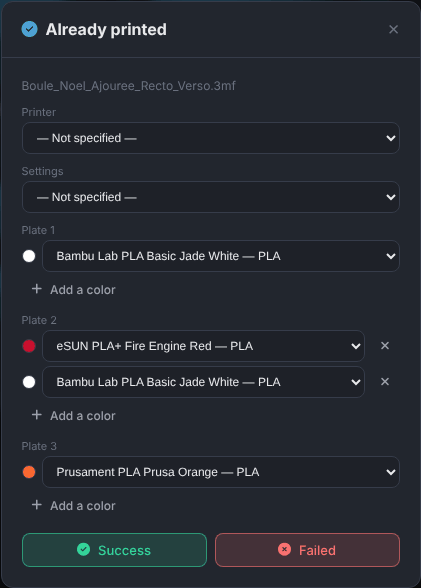 Already printed
Boule_Noel_Ajouree_Recto_Verso.3mf
Printer
— Not specified —
Settings
— Not specified —
Plate 1
Bambu Lab PLA Basic Jade White — PLA
+ Add a color
Plate 2
eSUN PLA+ Fire Engine Red — PLA
Bambu Lab PLA Basic Jade White — PLA
+ Add a color
Plate 3
Prusament PLA Prusa Orange — PLA
+ Add a color
Success
Failed